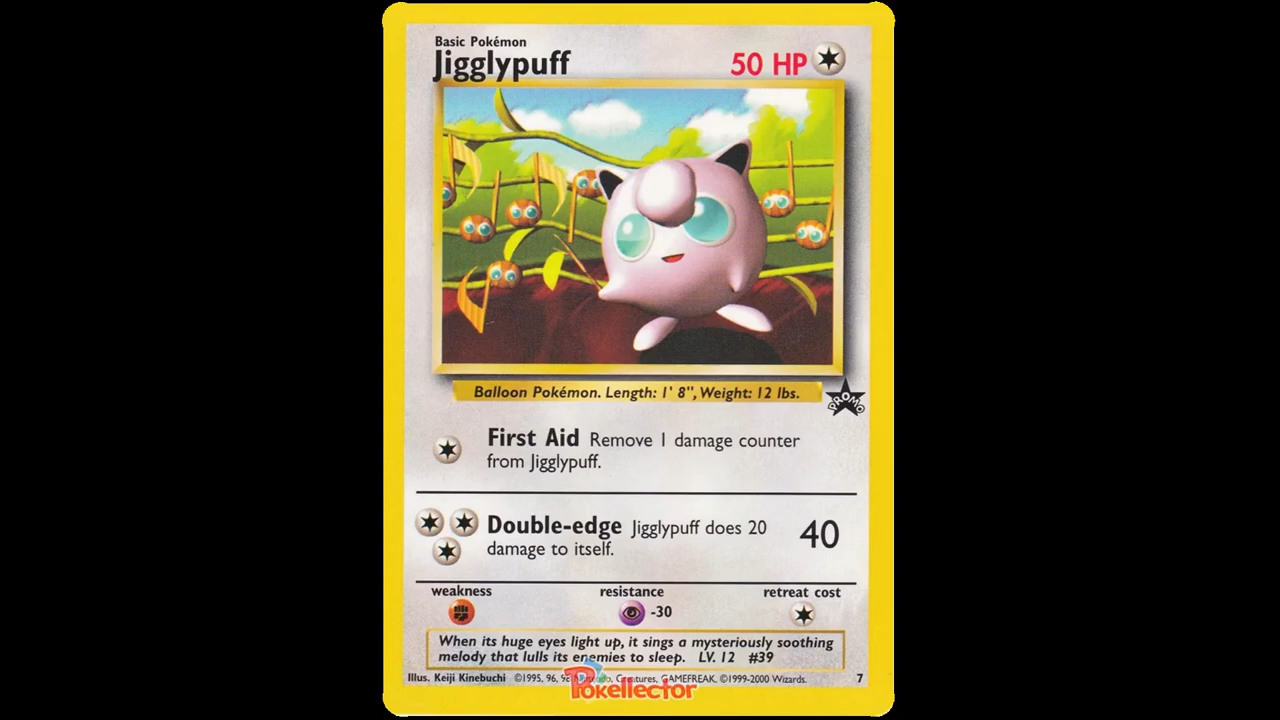 Basic Pokémon
Jigglypuff
50 HP
Balloon Pokémon. Length: 1' 8", Weight: 12 lbs.
PROMO
First Aid Remove 1 damage counter
from Jigglypuff.
Double-edge Jigglypuff does 20
damage to itself.
40
weakness resistance retreat cost
-30
When its huge eyes light up, it sings a mysteriously soothing
melody that lulls its enemies to sleep. LV. 12 #39
Illus. Keiji Kinebuchi ©1995, 96, Creatures, GAMEFREAK. ©1999-2000 Wizards. 7
Pokellector